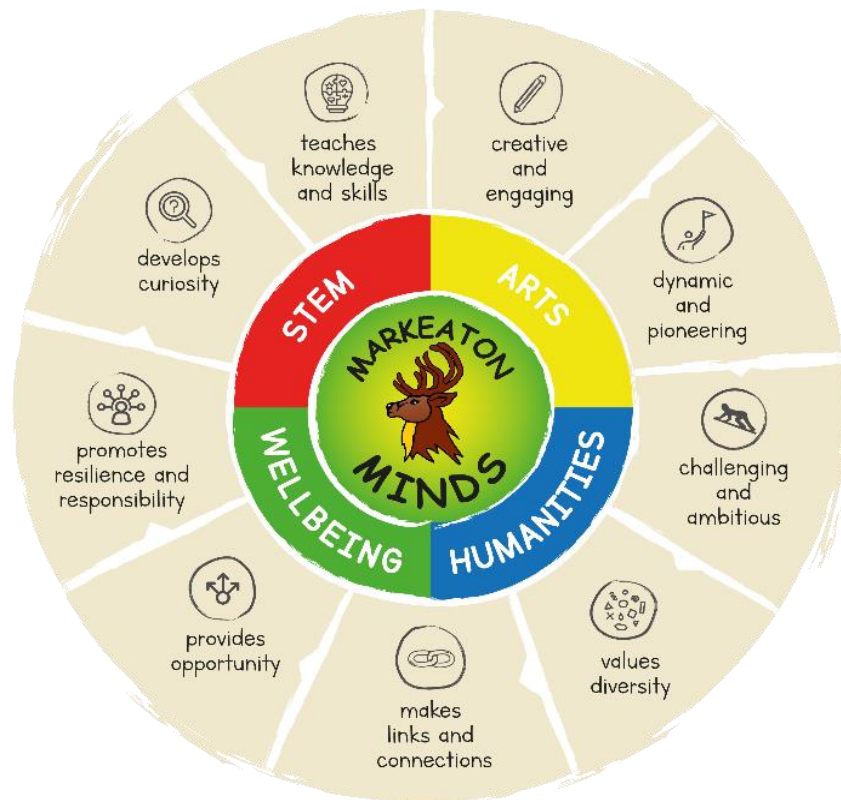 teaches
knowledge
and skills
creative
and
engaging
develops
curiosity
dynamic
and
pioneering
STEM
ARTS
MARKEATON
MINDS
WELLBEING
HUMANITIES
promotes
resilience and
responsibility
challenging
and
ambitious
provides
opportunity
values
diversity
makes
links and
connections
?